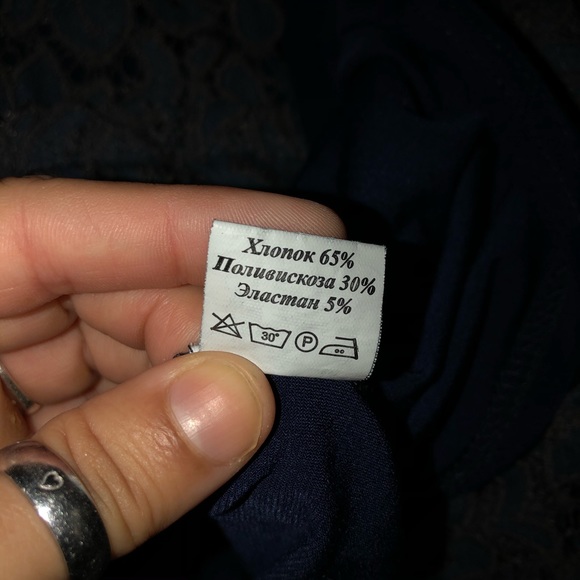 Хлопок 65%
Поливискоза 30%
Эластан 5%
30° P